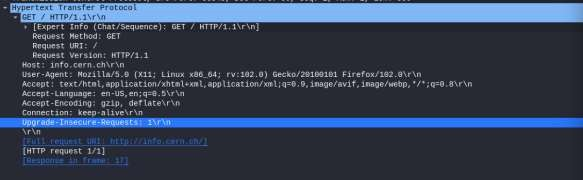 Hypertext Transfer Protocol
GET / HTTP/1.1\r\n
[Expert Info (Chat/Sequence): GET / HTTP/1.1\r\n]
Request Method: GET
Request URI: /
Request Version: HTTP/1.1
Host: info.cern.ch\r\n
User-Agent: Mozilla/5.0 (X11; Linux x86_64; rv:102.0) Gecko/20100101 Firefox/102.0\r\n
Accept: text/html,application/xhtml+xml,application/xml;q=0.9,image/avif,image/webp,*/*;q=0.8\r\n
Accept-Language: en-US,en;q=0.5\r\n
Accept-Encoding: gzip, deflate\r\n
Connection: keep-alive\r\n
Upgrade-Insecure-Requests: 1\r\n
\r\n
[Full request URI: http://info.cern.ch/]
[HTTP request 1/1]
[Response in frame: 17]